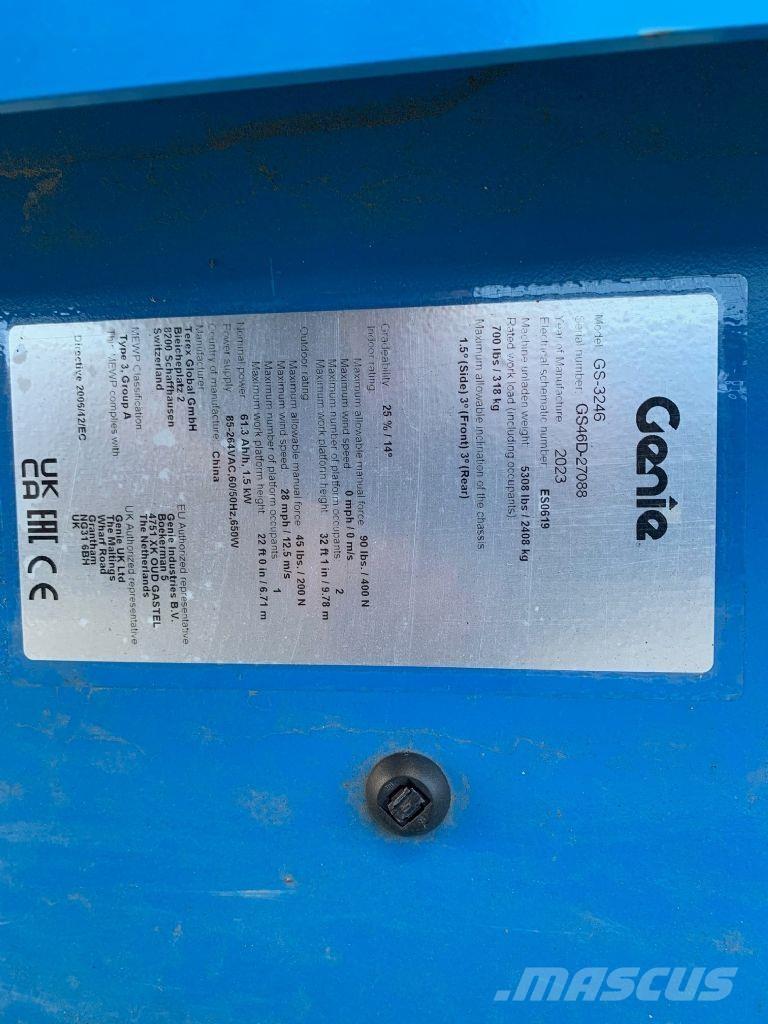 Genie
Model GS-3246
Serial number GS46D-27088
Year of Manufacture 2023
Electrical schematic number ES0619
Machine unladen weight 5308 lbs / 2408 kg
Rated work load (including occupants)
700 lbs / 318 kg
Maximum allowable inclination of the chassis
1.5° (Side) 3° (Front) 3° (Rear)
Gradeability 25 % / 14°
Indoor rating
Maximum allowable manual force 90 lbs. / 400 N
Maximum wind speed 0 mph / 0 m/s
Maximum number of platform occupants 2
Maximum work platform height 32 ft 1 in / 9.78 m
Outdoor rating
Maximum allowable manual force 45 lbs. / 200 N
Maximum wind speed 28 mph / 12.5 m/s
Maximum number of platform occupants 1
Maximum work platform height 22 ft 0 in / 6.71 m
Nominal power 61.3 Ab/h, 1.5 kW
Power supply 85-264VAC,60/50Hz,650W
Country of manufacture China
Manufacturer
Terex Global GmbH
Bleicheplatz 2
8200 Schaffhausen
Switzerland
EU Authorized representative
Genie Industries B.V.
Boekerman 5
4751 XK OUD GASTEL
The Netherlands
MEWP Classification
Type 3, Group A
The MEWP complies with
Directive 2006/42/EC
UK Authorized representative
Genie UK Ltd
The Maltings
Wharf Road
Grantham
NG316BH
UK
UK
CA EAC CE
MASCUS